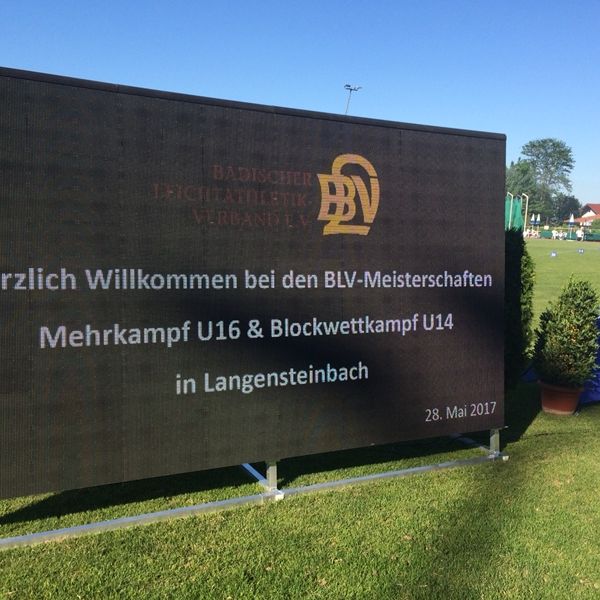 BADISCHER
LEICHTATHLETIK-
VERBAND E.V.
BLV
rzlich Willkommen bei den BLV-Meisterschaften
Mehrkampf U16 & Blockwettkampf U14
in Langensteinbach
28. Mai 2017